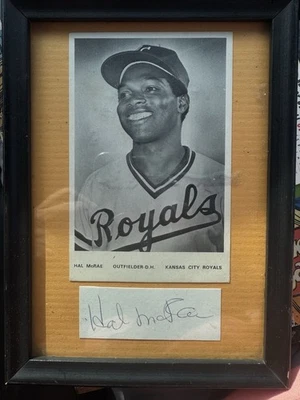 Royals
HAL McRAE OUTFIELDER-D.H. KANSAS CITY ROYALS
Hal McRae